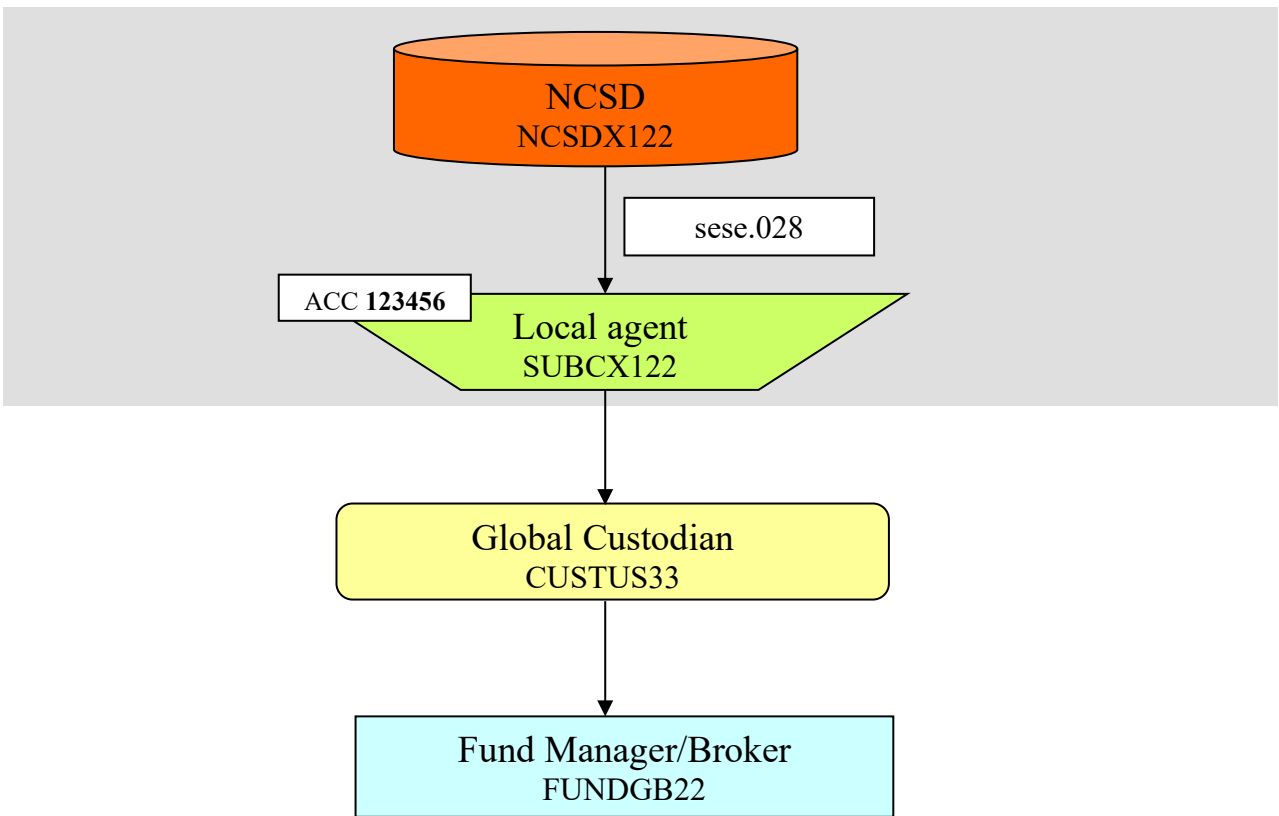 NCSD
NCSDX122
sese.028
ACC 123456
Local agent
SUBCX122
Global Custodian
CUSTUS33
Fund Manager/Broker
FUNDGB22